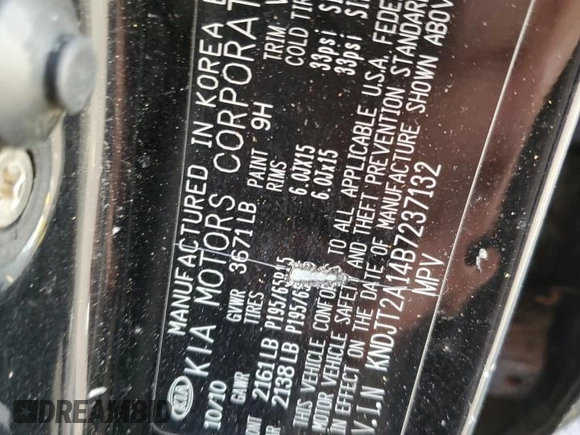 KIA
MANUFACTURED IN KOREA
KIA MOTORS CORPORAT
10/10 GVWR 3671LB PAINT 9H TRIM
GAWR TIRES RIMS COLD TIR
2161LB P195/65R15 6.0JX15 33psi
2138LB P195/6 6.0JX15 33psi
THIS VEHICLE CONFO TO ALL APPLICABLE U.S.A. FEDE
MOTOR VEHICLE SAFETY AND THEFT PREVENTION STANDAR
IN EFFECT ON THE DATE OF MANUFACTURE SHOWN ABOV
V.I.N KNDJT2A14B7237132
MPV
DREAMBID